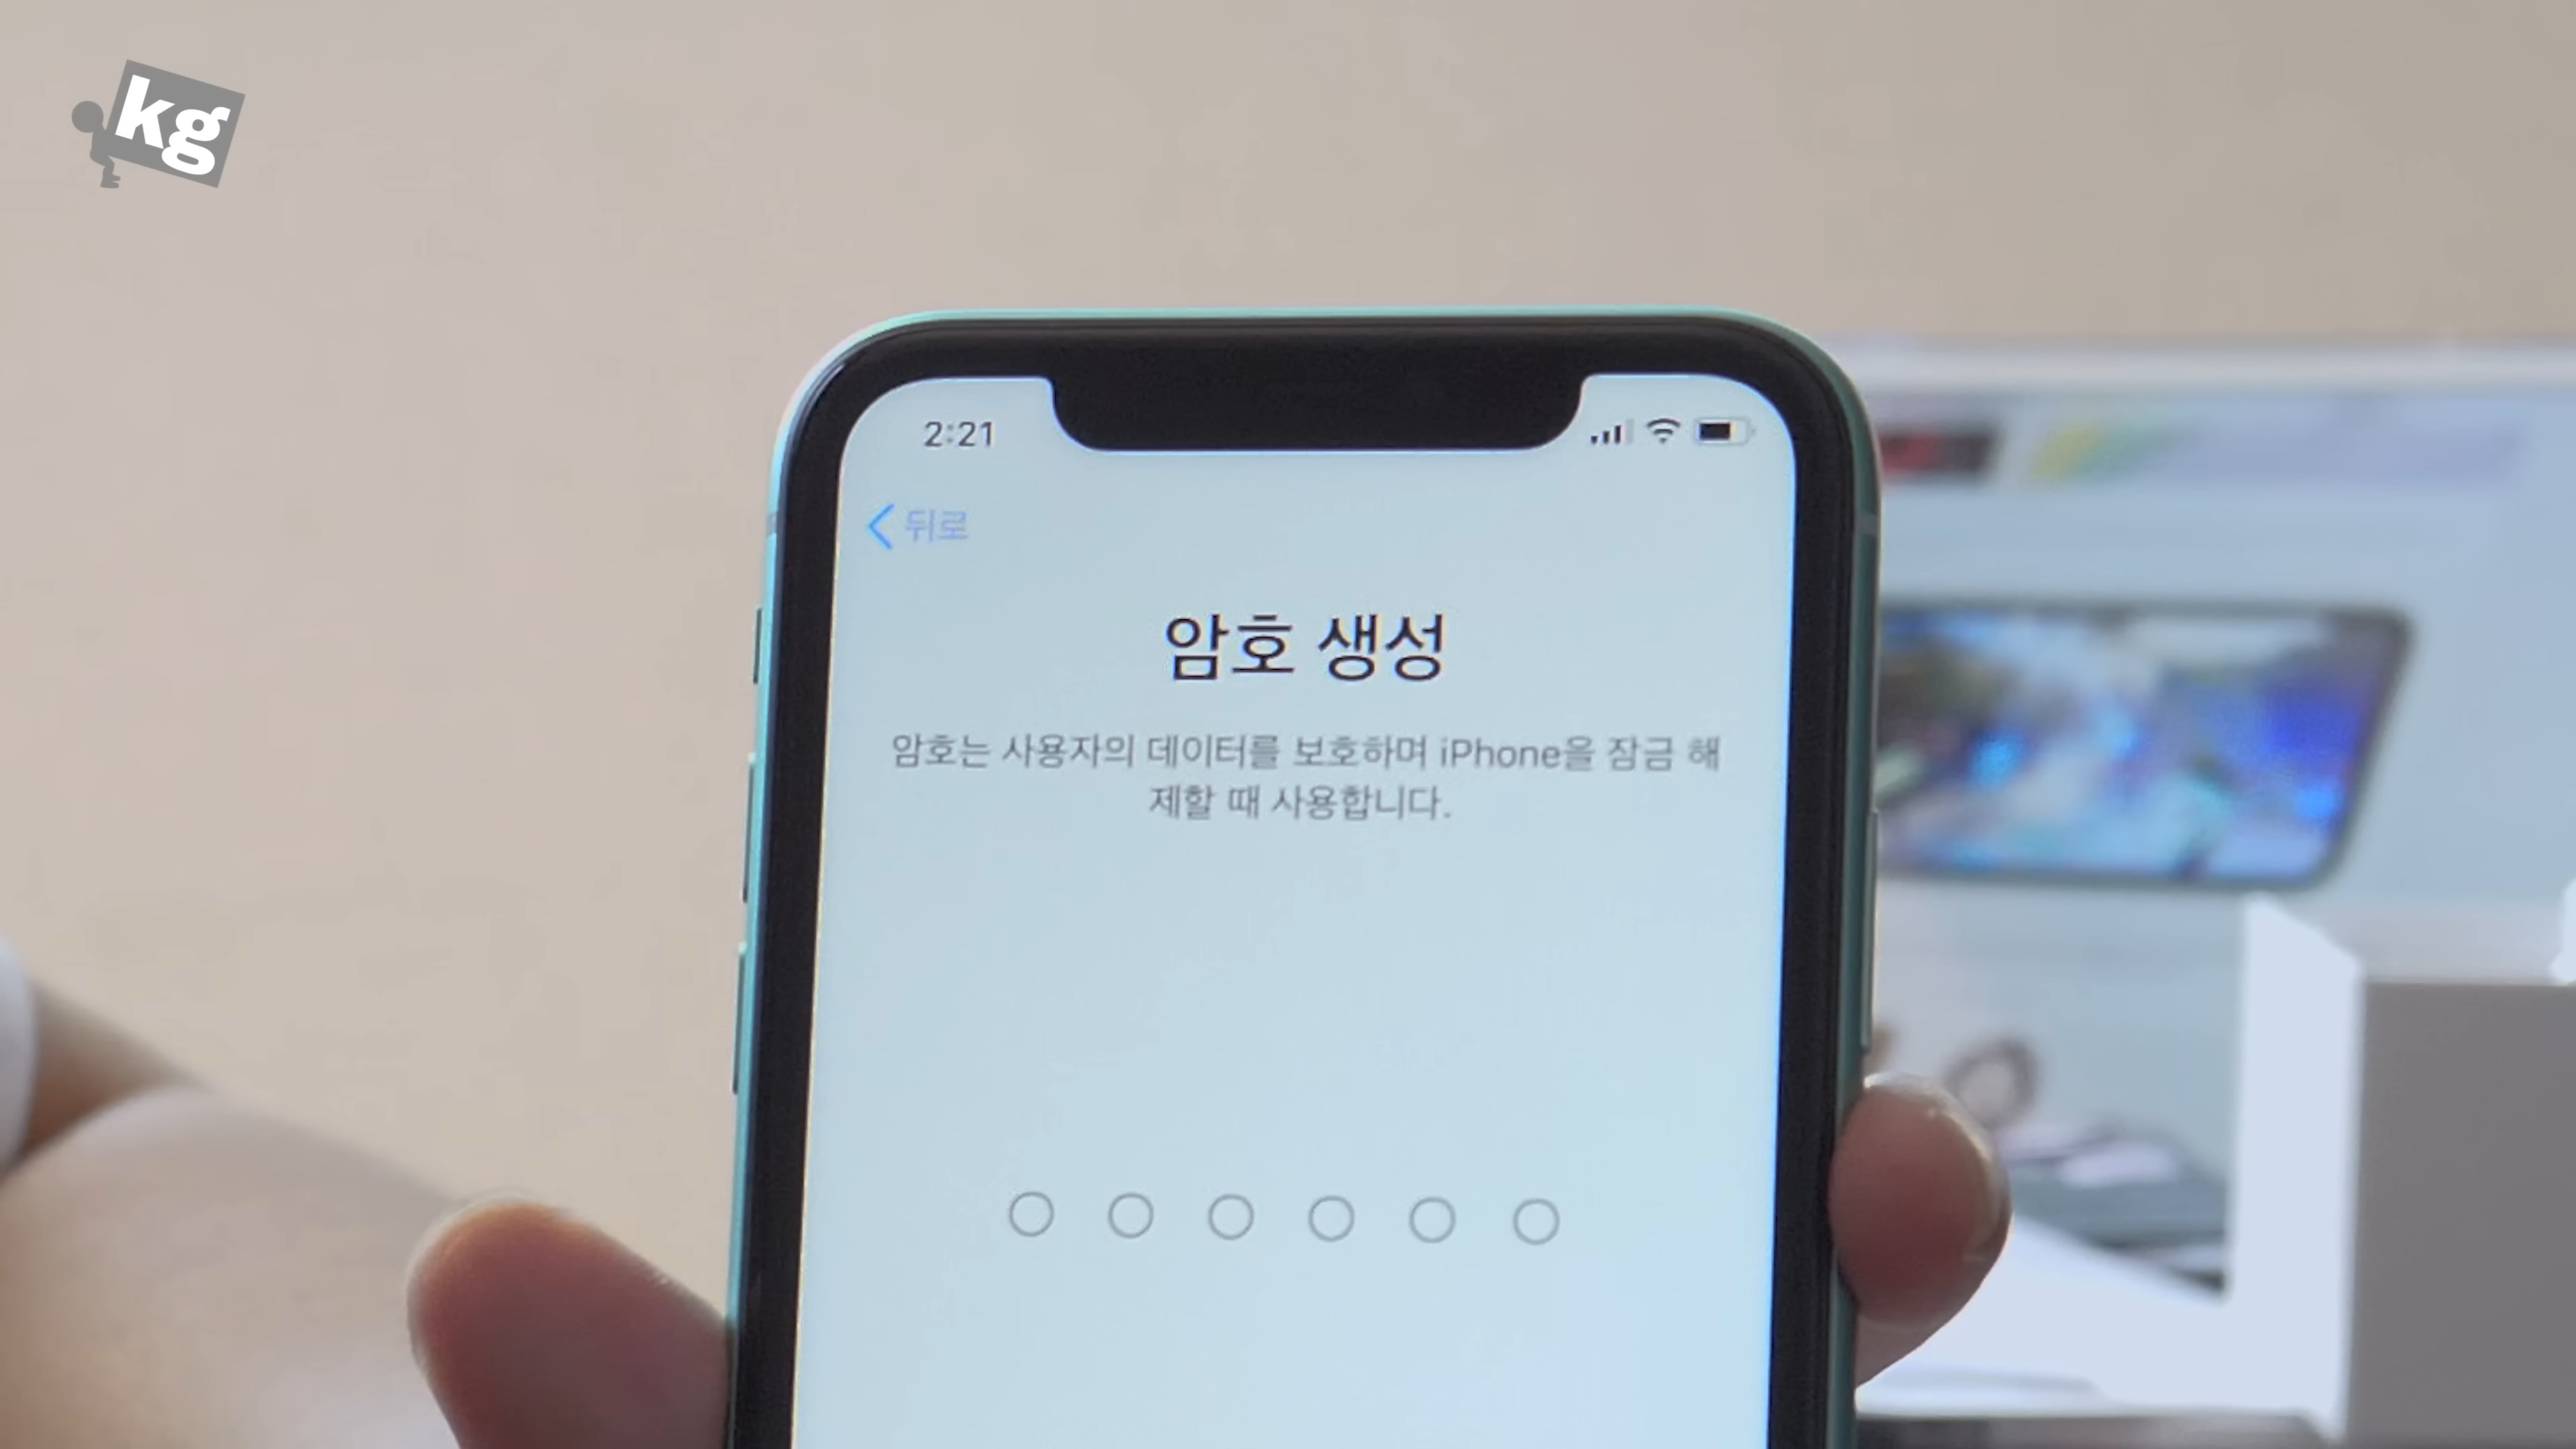 kg
2:21
뒤로
암호 생성
암호는 사용자의 데이터를 보호하며 iPhone을 잠금 해
제할 때 사용합니다.